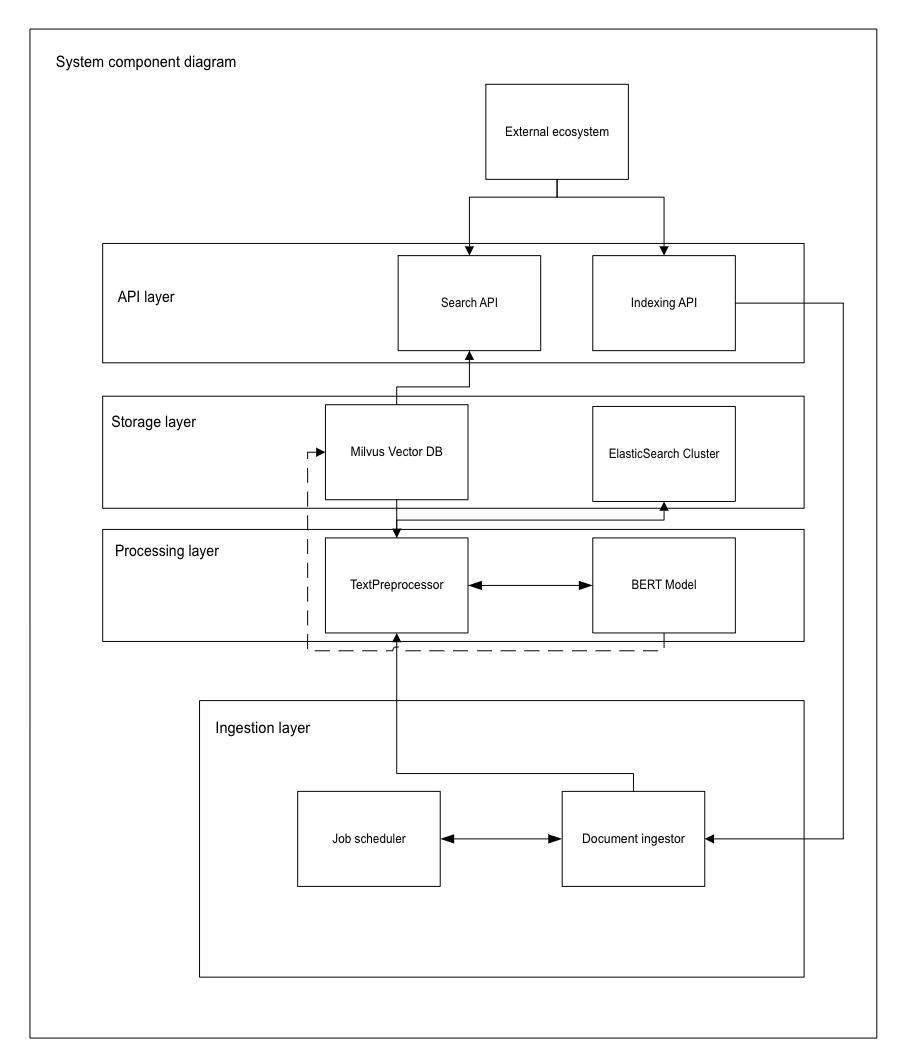 System component diagram
External ecosystem
API layer
Search API
Indexing API
Storage layer
Milvus Vector DB
ElasticSearch Cluster
Processing layer
TextPreprocessor
BERT Model
Ingestion layer
Job scheduler
Document ingestor